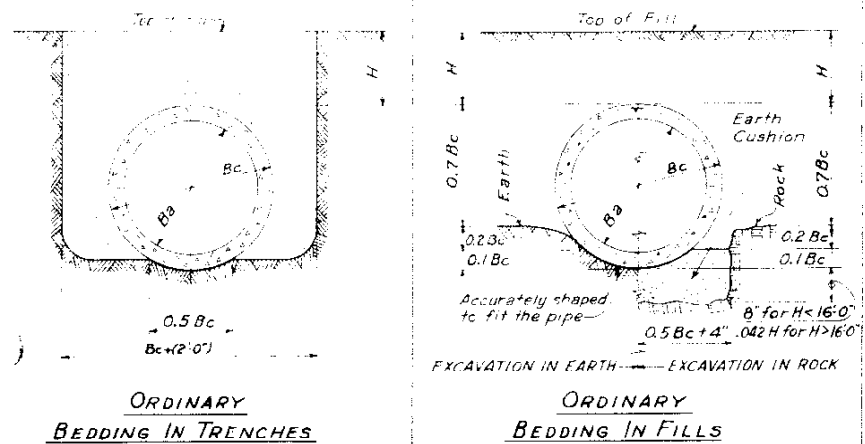 Top of
H
Bc
Ba
0.5 Bc
Bc+(2'-0")
ORDINARY
BEDDING IN TRENCHES
Top of Fill
H
H
Earth
Cushion
0.7 Bc
Earth
Bc
Ba
Rock
0.7Bc
0.2 Bc
0.1 Bc
0.2 Bc
0.1 Bc
Accurately shaped
to fit the pipe
8" for H<16'-0"
0.5 Bc + 4" .042 H for H>16'-0"
EXCAVATION IN EARTH EXCAVATION IN ROCK
ORDINARY
BEDDING IN FILLS